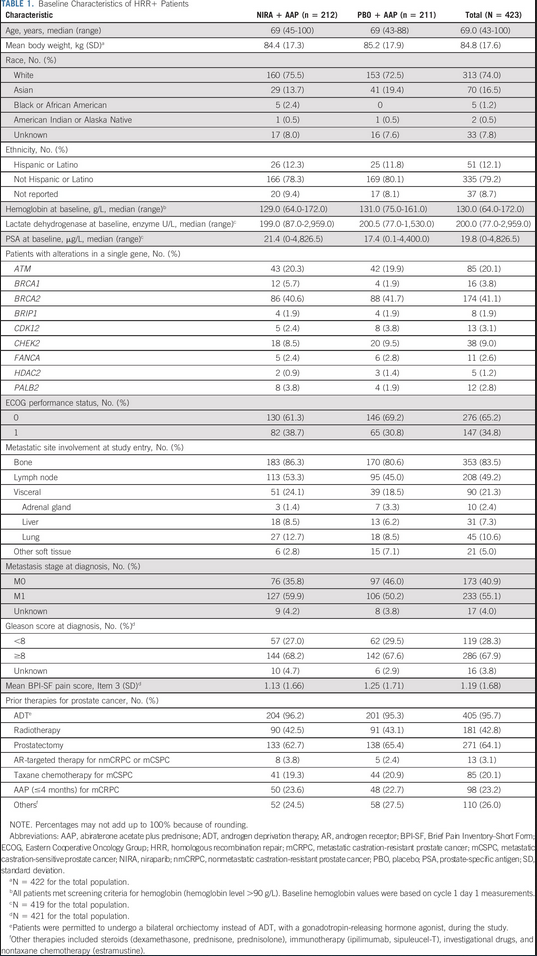 TABLE 1. Baseline Characteristics of HRR+ Patients
Characteristic NIRA + AAP (n = 212) PBO + AAP (n = 211) Total (N = 423)
Age, years, median (range) 69 (45-100) 69 (43-88) 69.0 (43-100)
Mean body weight, kg (SD)a 84.4 (17.3) 85.2 (17.9) 84.8 (17.6)
Race, No. (%)
White 160 (75.5) 153 (72.5) 313 (74.0)
Asian 29 (13.7) 41 (19.4) 70 (16.5)
Black or African American 5 (2.4) 0 5 (1.2)
American Indian or Alaska Native 1 (0.5) 1 (0.5) 2 (0.5)
Unknown 17 (8.0) 16 (7.6) 33 (7.8)
Ethnicity, No. (%)
Hispanic or Latino 26 (12.3) 25 (11.8) 51 (12.1)
Not Hispanic or Latino 166 (78.3) 169 (80.1) 335 (79.2)
Not reported 20 (9.4) 17 (8.1) 37 (8.7)
Hemoglobin at baseline, g/L, median (range)b 129.0 (64.0-172.0) 131.0 (75.0-161.0) 130.0 (64.0-172.0)
Lactate dehydrogenase at baseline, enzyme U/L, median (range)c 199.0 (87.0-2,959.0) 200.5 (77.0-1,530.0) 200.0 (77.0-2,959.0)
PSA at baseline, μg/L, median (range)c 21.4 (0-4,826.5) 17.4 (0.1-4,400.0) 19.8 (0-4,826.5)
Patients with alterations in a single gene, No. (%)
ATM 43 (20.3) 42 (19.9) 85 (20.1)
BRCA1 12 (5.7) 4 (1.9) 16 (3.8)
BRCA2 86 (40.6) 88 (41.7) 174 (41.1)
BRIP1 4 (1.9) 4 (1.9) 8 (1.9)
CDK12 5 (2.4) 8 (3.8) 13 (3.1)
CHEK2 18 (8.5) 20 (9.5) 38 (9.0)
FANCA 5 (2.4) 6 (2.8) 11 (2.6)
HDAC2 2 (0.9) 3 (1.4) 5 (1.2)
PALB2 8 (3.8) 4 (1.9) 12 (2.8)
ECOG performance status, No. (%)
0 130 (61.3) 146 (69.2) 276 (65.2)
1 82 (38.7) 65 (30.8) 147 (34.8)
Metastatic site involvement at study entry, No. (%)
Bone 183 (86.3) 170 (80.6) 353 (83.5)
Lymph node 113 (53.3) 95 (45.0) 208 (49.2)
Visceral 51 (24.1) 39 (18.5) 90 (21.3)
Adrenal gland 3 (1.4) 7 (3.3) 10 (2.4)
Liver 18 (8.5) 13 (6.2) 31 (7.3)
Lung 27 (12.7) 18 (8.5) 45 (10.6)
Other soft tissue 6 (2.8) 15 (7.1) 21 (5.0)
Metastasis stage at diagnosis, No. (%)
M0 76 (35.8) 97 (46.0) 173 (40.9)
M1 127 (59.9) 106 (50.2) 233 (55.1)
Unknown 9 (4.2) 8 (3.8) 17 (4.0)
Gleason score at diagnosis, No. (%)d
<8 57 (27.0) 62 (29.5) 119 (28.3)
≥8 144 (68.2) 142 (67.6) 286 (67.9)
Unknown 10 (4.7) 6 (2.9) 16 (3.8)
Mean BPI-SF pain score, Item 3 (SD)d 1.13 (1.66) 1.25 (1.71) 1.19 (1.68)
Prior therapies for prostate cancer, No. (%)
ADTe 204 (96.2) 201 (95.3) 405 (95.7)
Radiotherapy 90 (42.5) 91 (43.1) 181 (42.8)
Prostatectomy 133 (62.7) 138 (65.4) 271 (64.1)
AR-targeted therapy for nmCRPC or mCSPC 8 (3.8) 5 (2.4) 13 (3.1)
Taxane chemotherapy for mCSPC 41 (19.3) 44 (20.9) 85 (20.1)
AAP (≤4 months) for mCRPC 50 (23.6) 48 (22.7) 98 (23.2)
Othersf 52 (24.5) 58 (27.5) 110 (26.0)
NOTE. Percentages may not add up to 100% because of rounding.
Abbreviations: AAP, abiraterone acetate plus prednisone; ADT, androgen deprivation therapy; AR, androgen receptor; BPI-SF, Brief Pain Inventory–Short Form;
ECOG, Eastern Cooperative Oncology Group; HRR, homologous recombination repair; mCRPC, metastatic castration-resistant prostate cancer; mCSPC, metastatic
castration-sensitive prostate cancer; NIRA, niraparib; nmCRPC, nonmetastatic castration-resistant prostate cancer; PBO, placebo; PSA, prostate-specific antigen; SD,
standard deviation.
aN = 422 for the total population.
bAll patients met screening criteria for hemoglobin (hemoglobin level >90 g/L). Baseline hemoglobin values were based on cycle 1 day 1 measurements.
cN = 419 for the total population.
dN = 421 for the total population.
ePatients were permitted to undergo a bilateral orchiectomy instead of ADT, with a gonadotropin-releasing hormone agonist, during the study.
fOther therapies included steroids (dexamethasone, prednisone, prednisolone), immunotherapy (ipilimumab, sipuleucel-T), investigational drugs, and
nontaxane chemotherapy (estramustine).